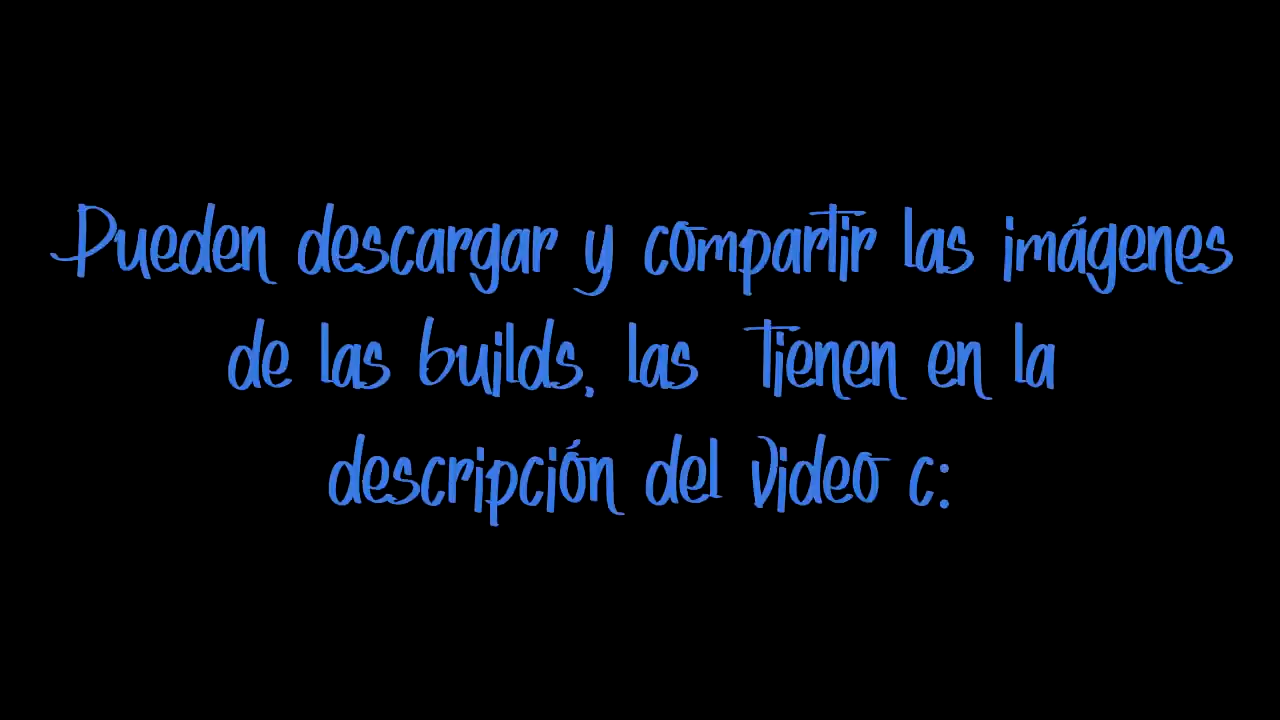 Pueden descargar y compartir las imágenes
de las builds, las tienen en la
descripción del video c: